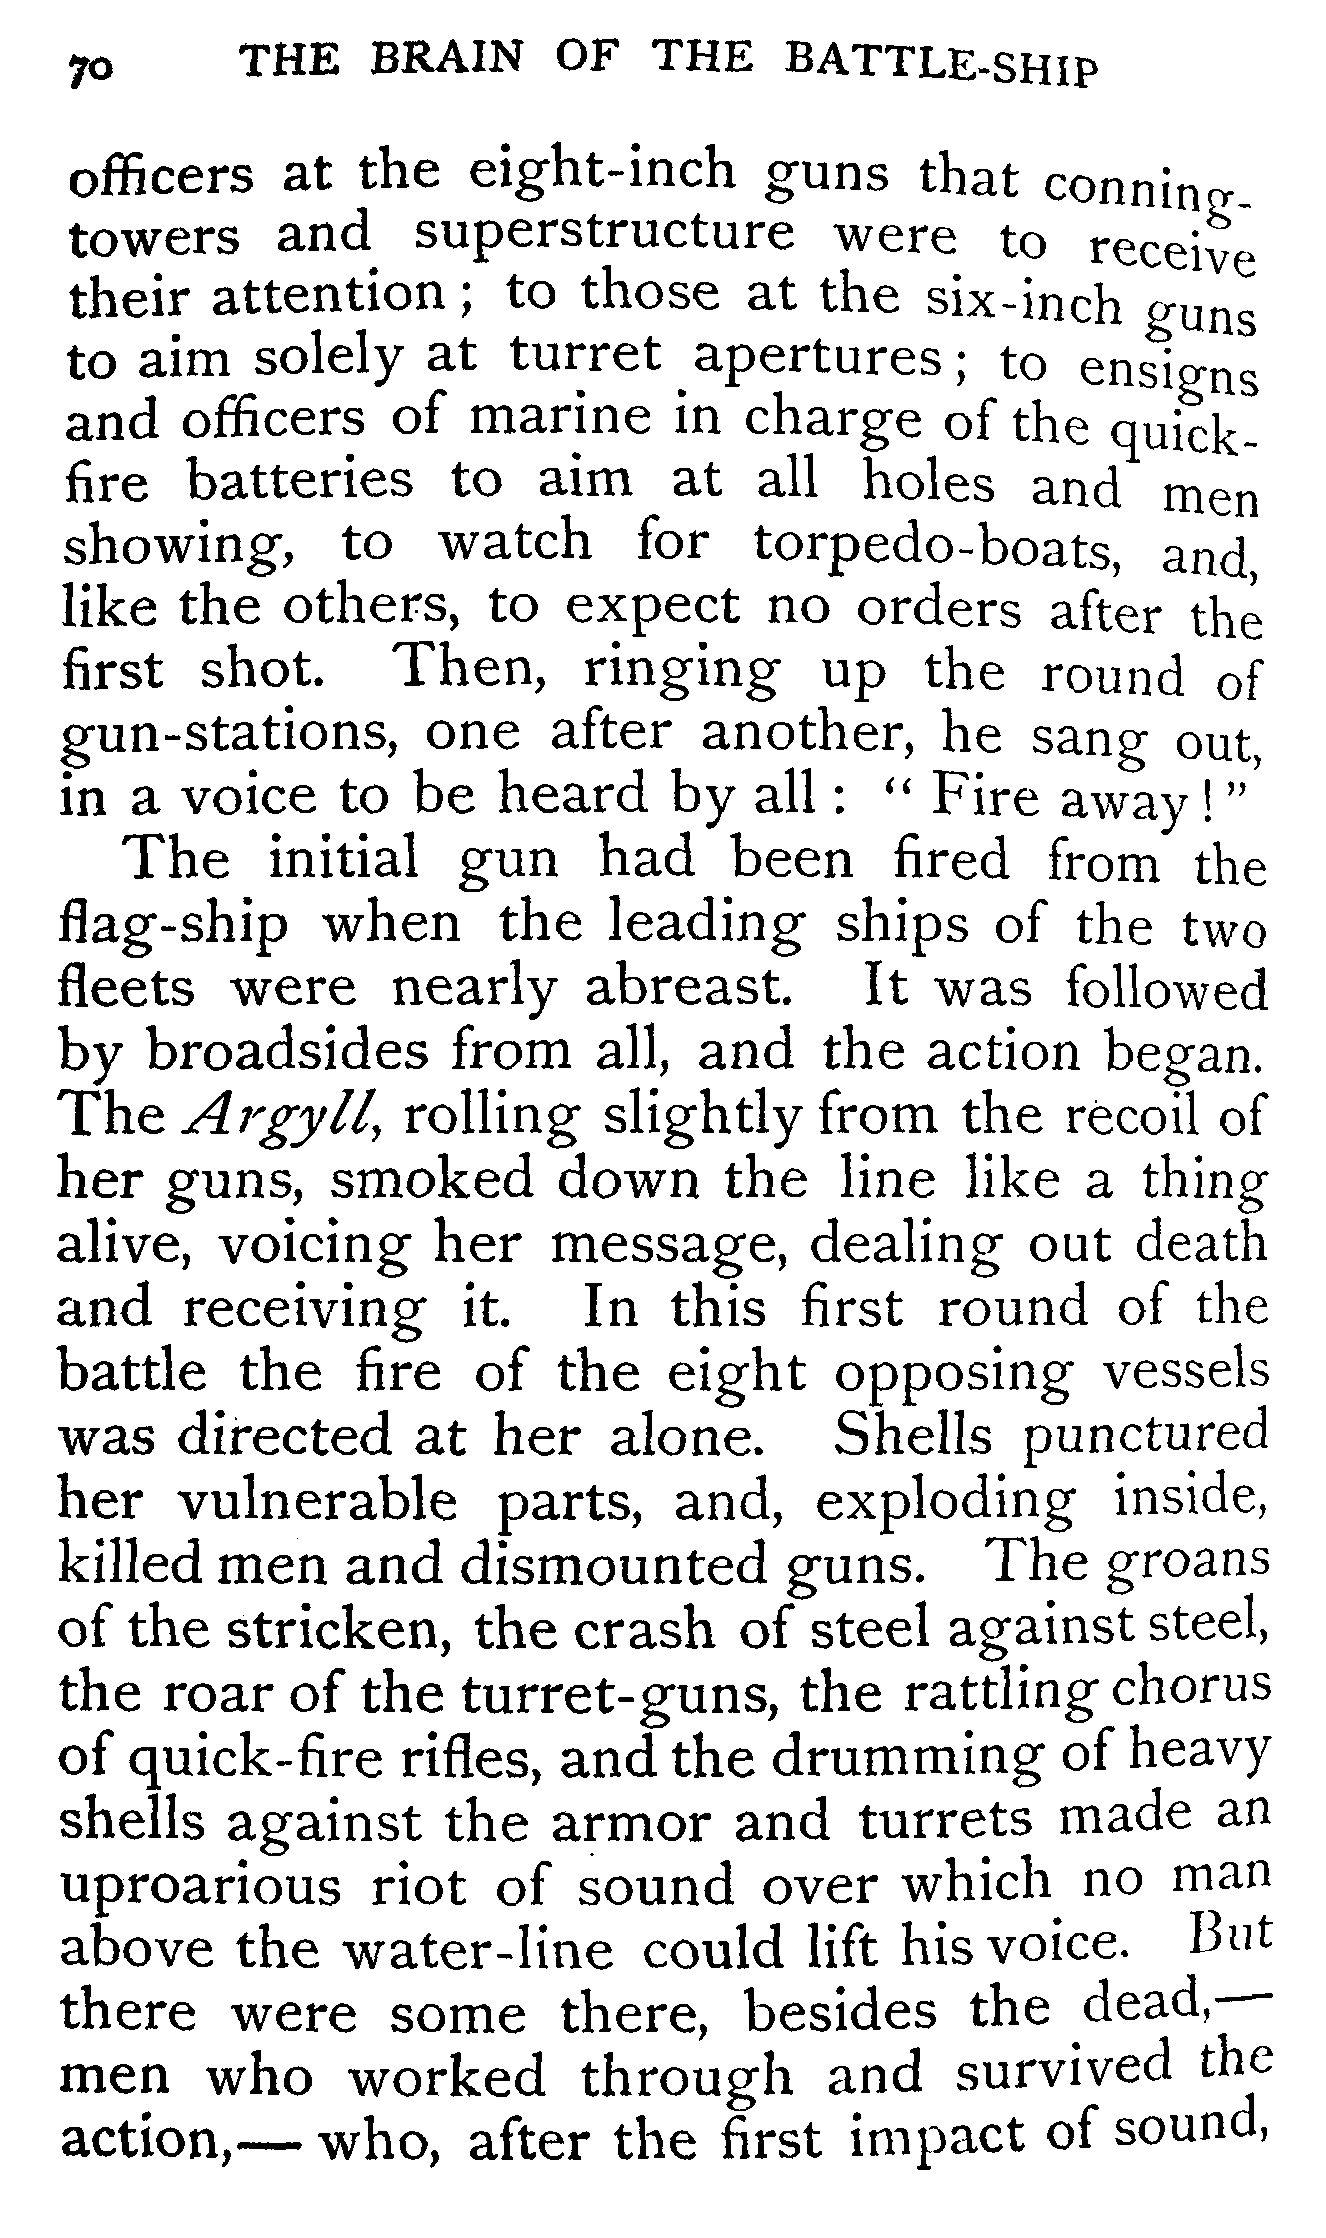 70 THE BRAIN OF THE BATTLE-SHIP
officers at the eight-inch guns that conning-
towers and superstructure were to receive
their attention ; to those at the six-inch guns
to aim solely at turret apertures ; to ensigns
and officers of marine in charge of the quick-
fire batteries to aim at all holes and men
showing, to watch for torpedo-boats, and,
like the others, to expect no orders after the
first shot. Then, ringing up the round of
gun-stations, one after another, he sang out,
in a voice to be heard by all : “ Fire away ! ”
The initial gun had been fired from the
flag-ship when the leading ships of the two
fleets were nearly abreast. It was followed
by broadsides from all, and the action began.
The Argyll, rolling slightly from the recoil of
her guns, smoked down the line like a thing
alive, voicing her message, dealing out death
and receiving it. In this first round of the
battle the fire of the eight opposing vessels
was directed at her alone. Shells punctured
her vulnerable parts, and, exploding inside,
killed men and dismounted guns. The groans
of the stricken, the crash of steel against steel,
the roar of the turret-guns, the rattling chorus
of quick-fire rifles, and the drumming of heavy
shells against the armor and turrets made an
uproarious riot of sound over which no man
above the water-line could lift his voice. But
there were some there, besides the dead,—
men who worked through and survived the
action,— who, after the first impact of sound,